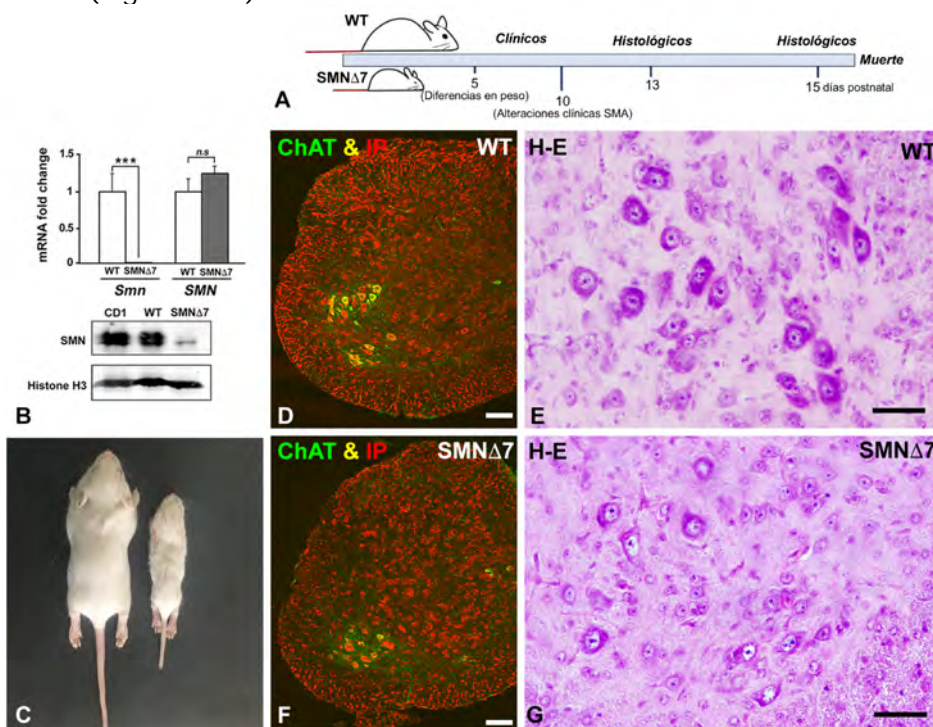 WT
Clínicos
Histológicos
Histológicos
Muerte
SMNΔ7
5
10
13
15 días postnatal
(Diferencias en peso)
(Alteraciones clínicas SMA)
A
mRNA fold change
1.5
1
0.5
0
***
n.s
WT SMNΔ7
WT SMNΔ7
Smn
SMN
CD1 WT SMNΔ7
SMN
Histone H3
B
C
ChAT & IP WT
D
H-E WT
E
ChAT & IP SMNΔ7
F
H-E SMNΔ7
G